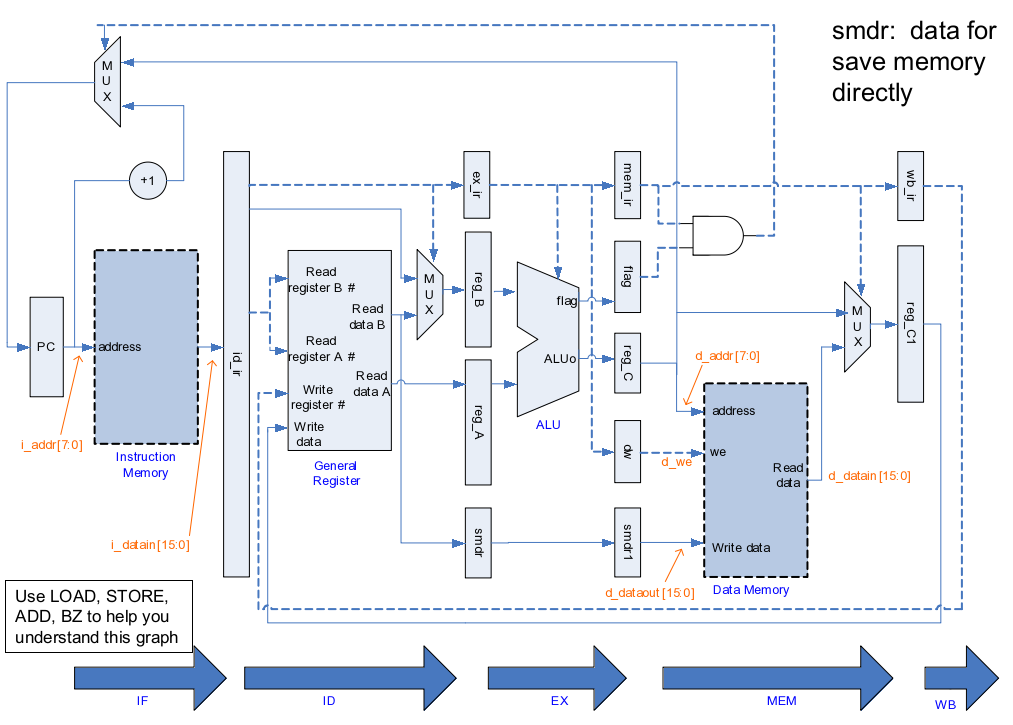 smdr: data for
save memory
directly
M
U
X
+1
PC
address
i_addr[7:0]
Instruction
Memory
i_datain[15:0]
id_ir
Read
register B #
Read
data B
Read
register A #
Read
data A
Write
register #
Write
data
General
Register
M
U
X
ex_ir
reg_B
reg_A
smdr
flag
ALUo
ALU
mem_ir
flag
reg_C
dw
smdr1
d_addr[7:0]
d_we
d_dataout[15:0]
address
we
Read
data
Write data
Data Memory
d_datain[15:0]
M
U
X
wb_ir
reg_C1
Use LOAD, STORE,
ADD, BZ to help you
understand this graph
IF
ID
EX
MEM
WB